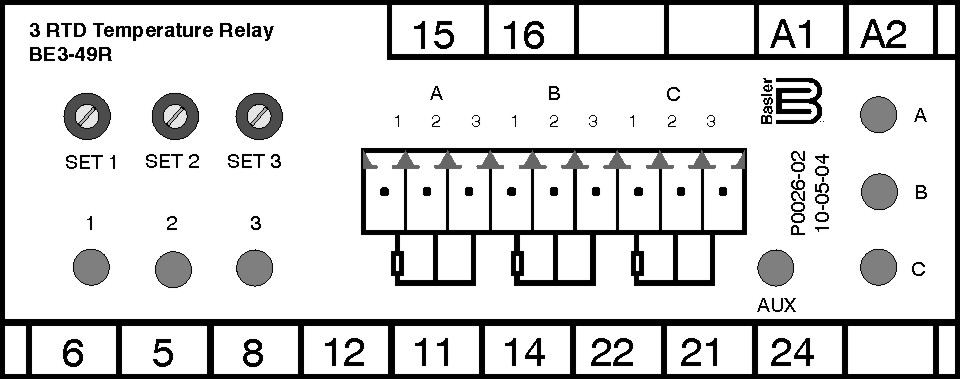 3 RTD Temperature Relay
BE3-49R
15 16 A1 A2
SET 1 SET 2 SET 3
1 2 3
A B C
1 2 3 1 2 3 1 2 3
Basler
P0026-02
10-05-04
A
B
C
AUX
6 5 8 12 11 14 22 21 24